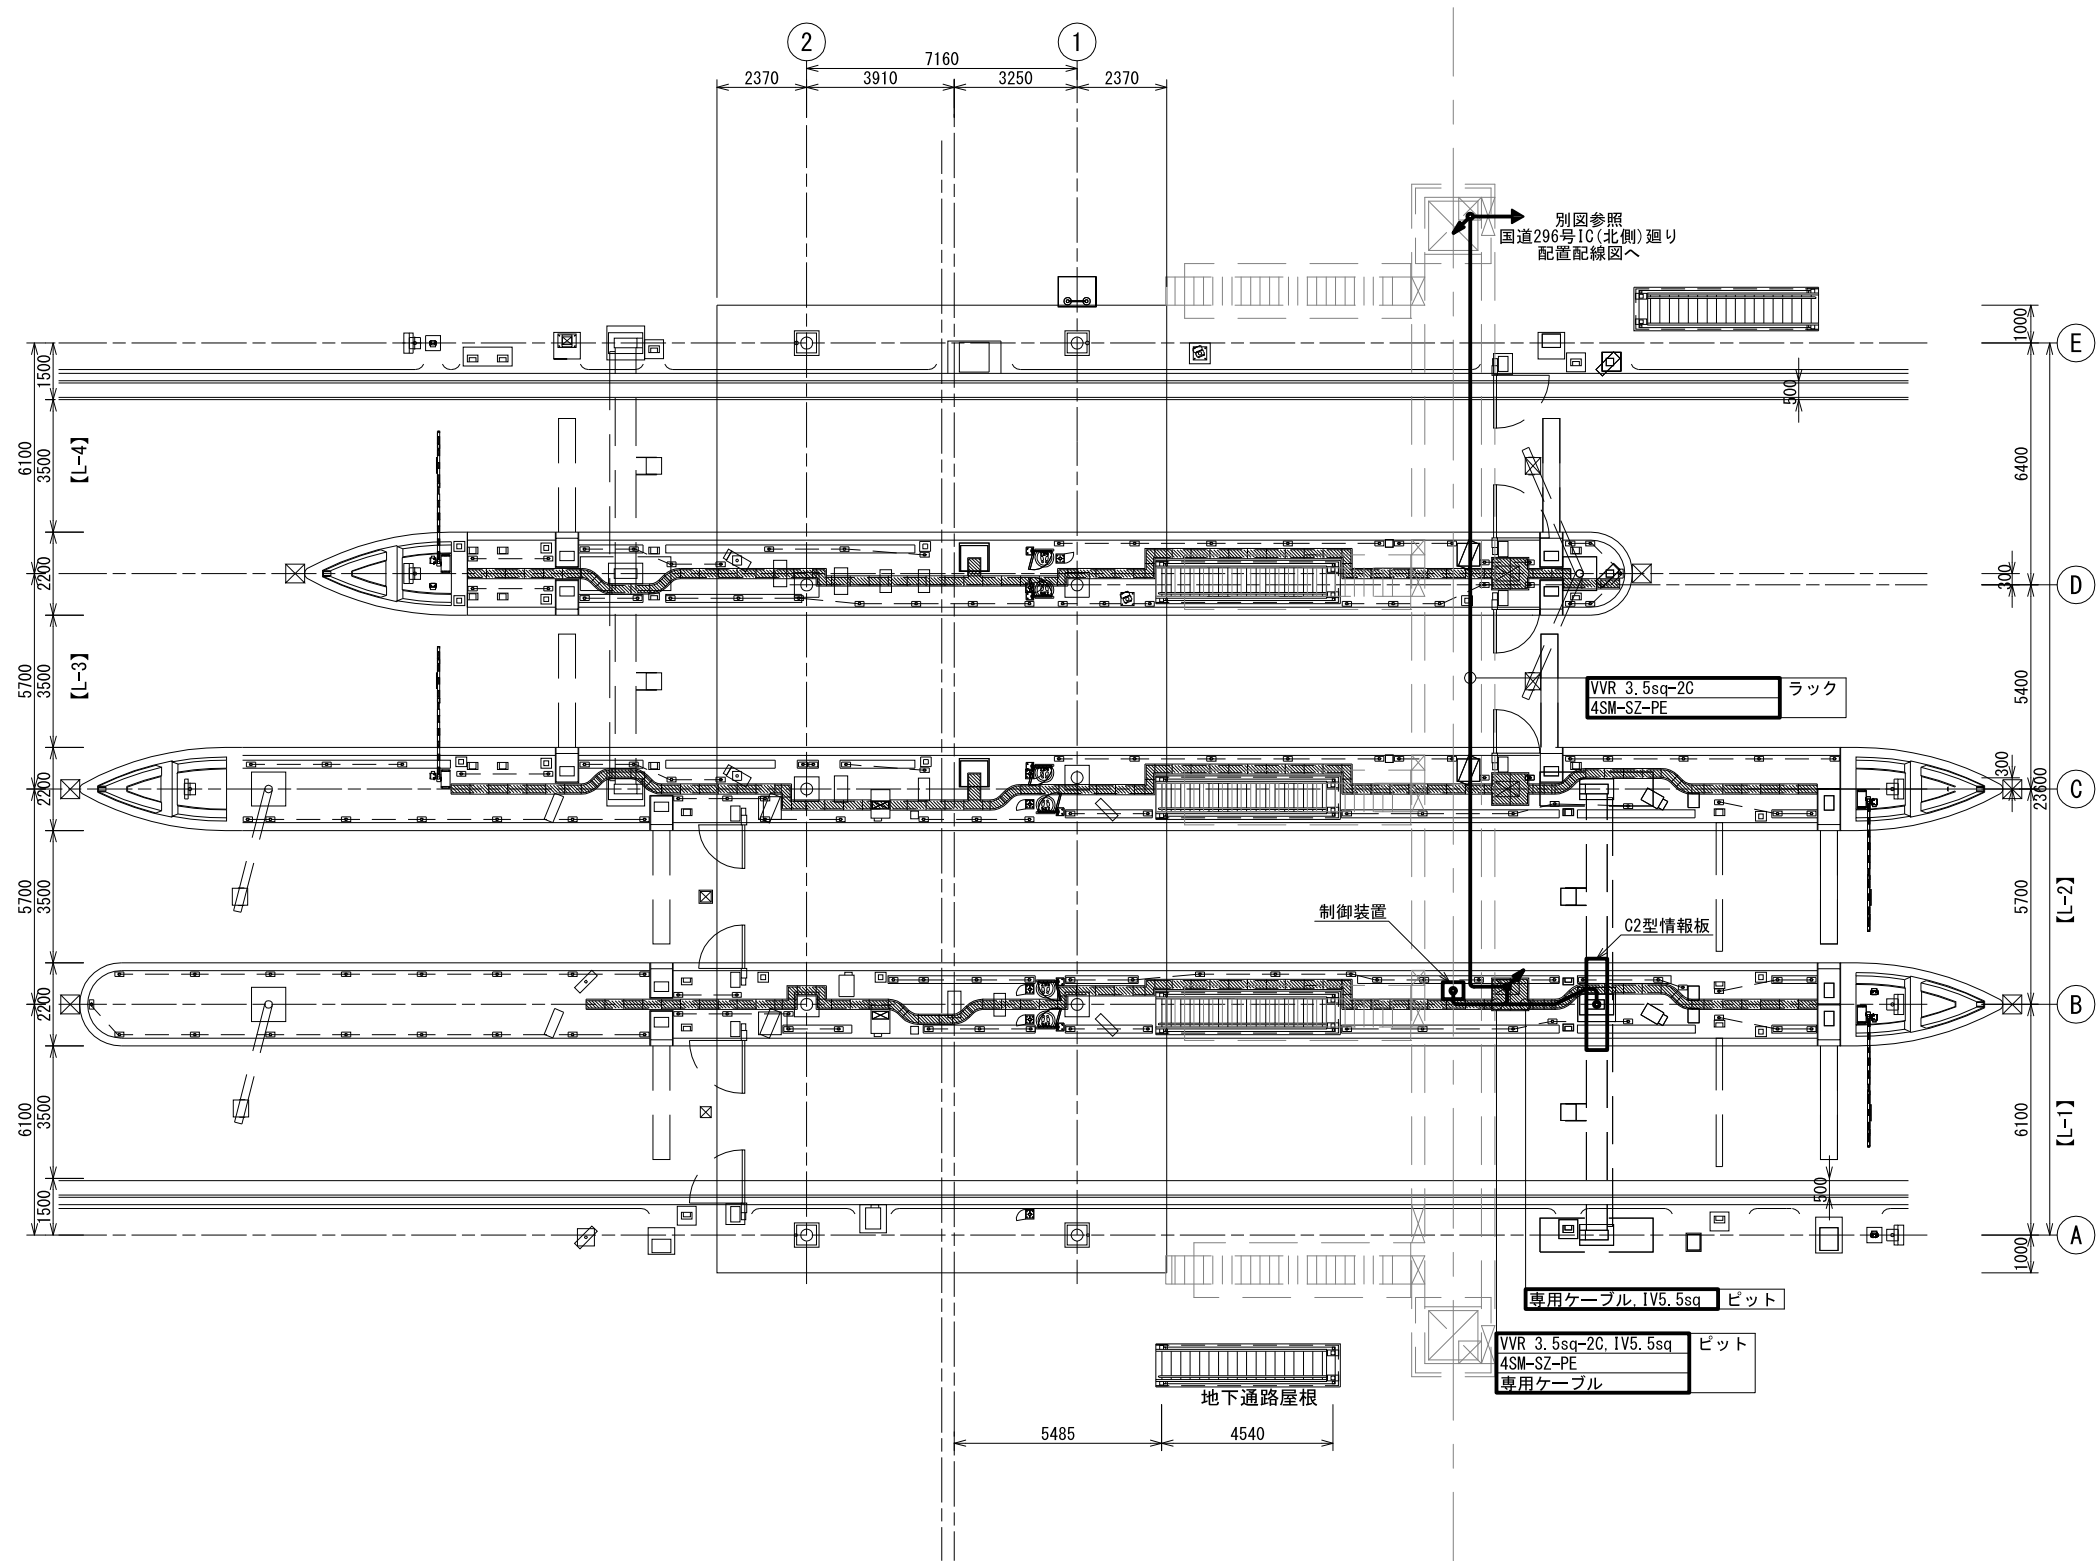 2
1
7160
2370
3910
3250
2370
別図参照
国道296号IC(北側)廻り
配置配線図へ
1000
E
1500
500
6100
3500
【L-4】
6400
2200
300
D
5700
3500
【L-3】
VVR 3.5sq-2C
ラック
4SM-SZ-PE
5400
2200
300
C
23600
5700
3500
制御装置
C2型情報板
5700
【L-2】
2200
B
6100
3500
6100
【L-1】
1500
500
A
1000
専用ケーブル,IV5.5sq
ピット
VVR 3.5sq-2C,IV5.5sq
ピット
4SM-SZ-PE
専用ケーブル
地下通路屋根
5485
4540